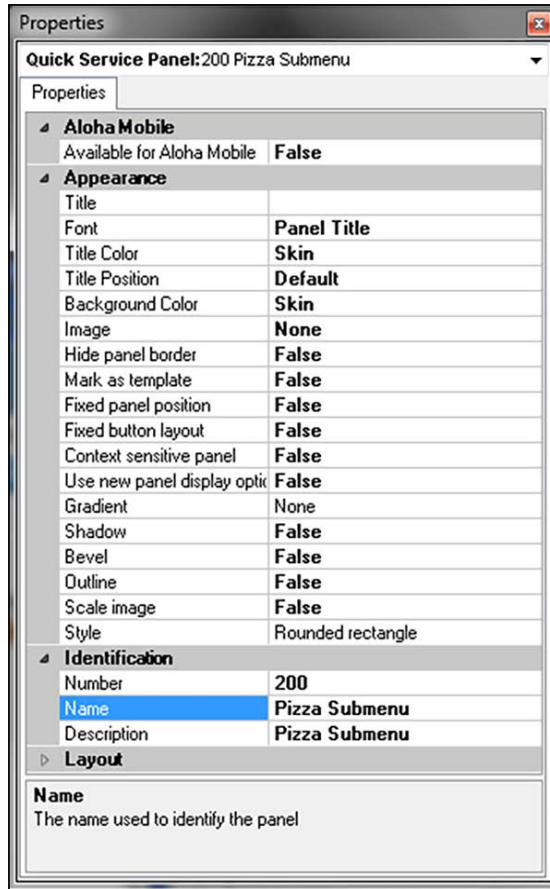 Properties
Quick Service Panel:200 Pizza Submenu
Properties
Aloha Mobile
Available for Aloha Mobile False
Appearance
Title
Font Panel Title
Title Color Skin
Title Position Default
Background Color Skin
Image None
Hide panel border False
Mark as template False
Fixed panel position False
Fixed button layout False
Context sensitive panel False
Use new panel display optic False
Gradient None
Shadow False
Bevel False
Outline False
Scale image False
Style Rounded rectangle
Identification
Number 200
Name Pizza Submenu
Description Pizza Submenu
Layout
Name
The name used to identify the panel